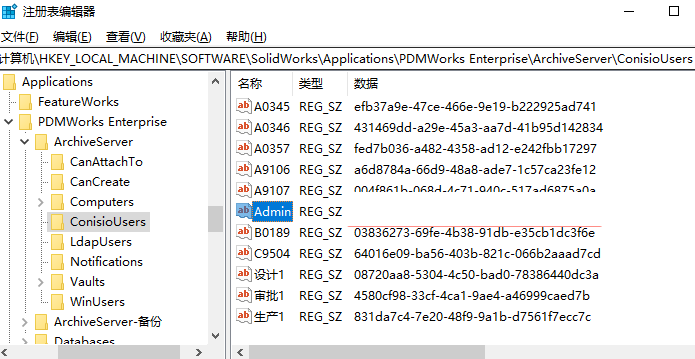 注册表编辑器
文件(F) 编辑(E) 查看(V) 收藏夹(A) 帮助(H)
计算机\HKEY_LOCAL_MACHINE\SOFTWARE\SolidWorks\Applications\PDMWorks Enterprise\ArchiveServer\ConisioUsers
Applications
FeatureWorks
PDMWorks Enterprise
ArchiveServer
CanAttachTo
CanCreate
Computers
ConisioUsers
LdapUsers
Notifications
Vaults
WinUsers
ArchiveServer-备份
Databases
名称 类型 数据
A0345 REG_SZ efb37a9e-47ce-466e-9e19-b222925ad741
A0346 REG_SZ 431469dd-a29e-45a3-aa7d-41b95d142834
A0357 REG_SZ fed7b036-a482-4358-ad12-e242fbb17297
A9106 REG_SZ a6d8784a-66d9-48a8-ade7-1c57ca23fe12
A9107 REG_SZ 004f861b-068d-4c71-940c-517ad6875a0a
Admin REG_SZ
B0189 REG_SZ 03836273-69fe-4b38-91db-e35cb1dc3f6e
C9504 REG_SZ 64016e09-ba56-403b-821c-066b2aaad7cd
设计1 REG_SZ 08720aa8-5304-4c50-bad0-78386440dc3a
审批1 REG_SZ 4580cf98-33cf-4ca1-9ae4-a46999caed7b
生产1 REG_SZ 831da7c4-7e20-48f9-9a1b-d7561f7ecc7c